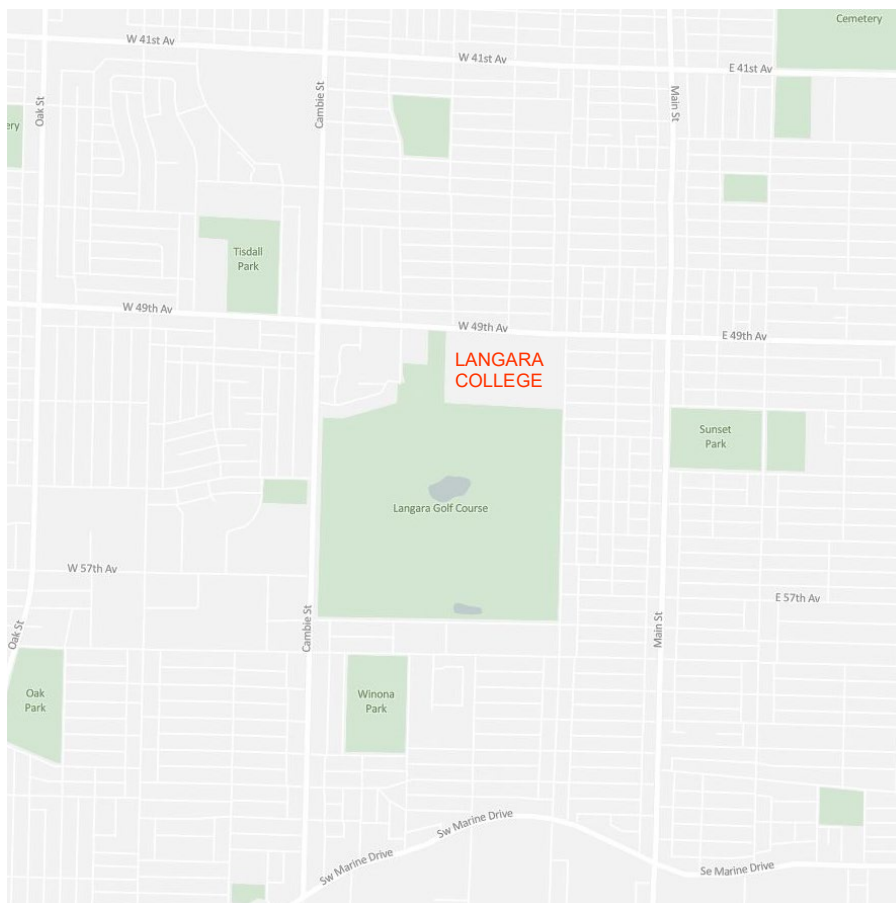 Cemetery
W 41st Av
W 41st Av
E 41st Av
Oak St
Cambie St
Main St
ery
Tisdall
Park
W 49th Av
W 49th Av
E 49th Av
LANGARA
COLLEGE
Sunset
Park
Langara Golf Course
W 57th Av
E 57th Av
Oak St
Cambie St
Main St
Oak
Park
Winona
Park
Sw Marine Drive
Sw Marine Drive
Se Marine Drive